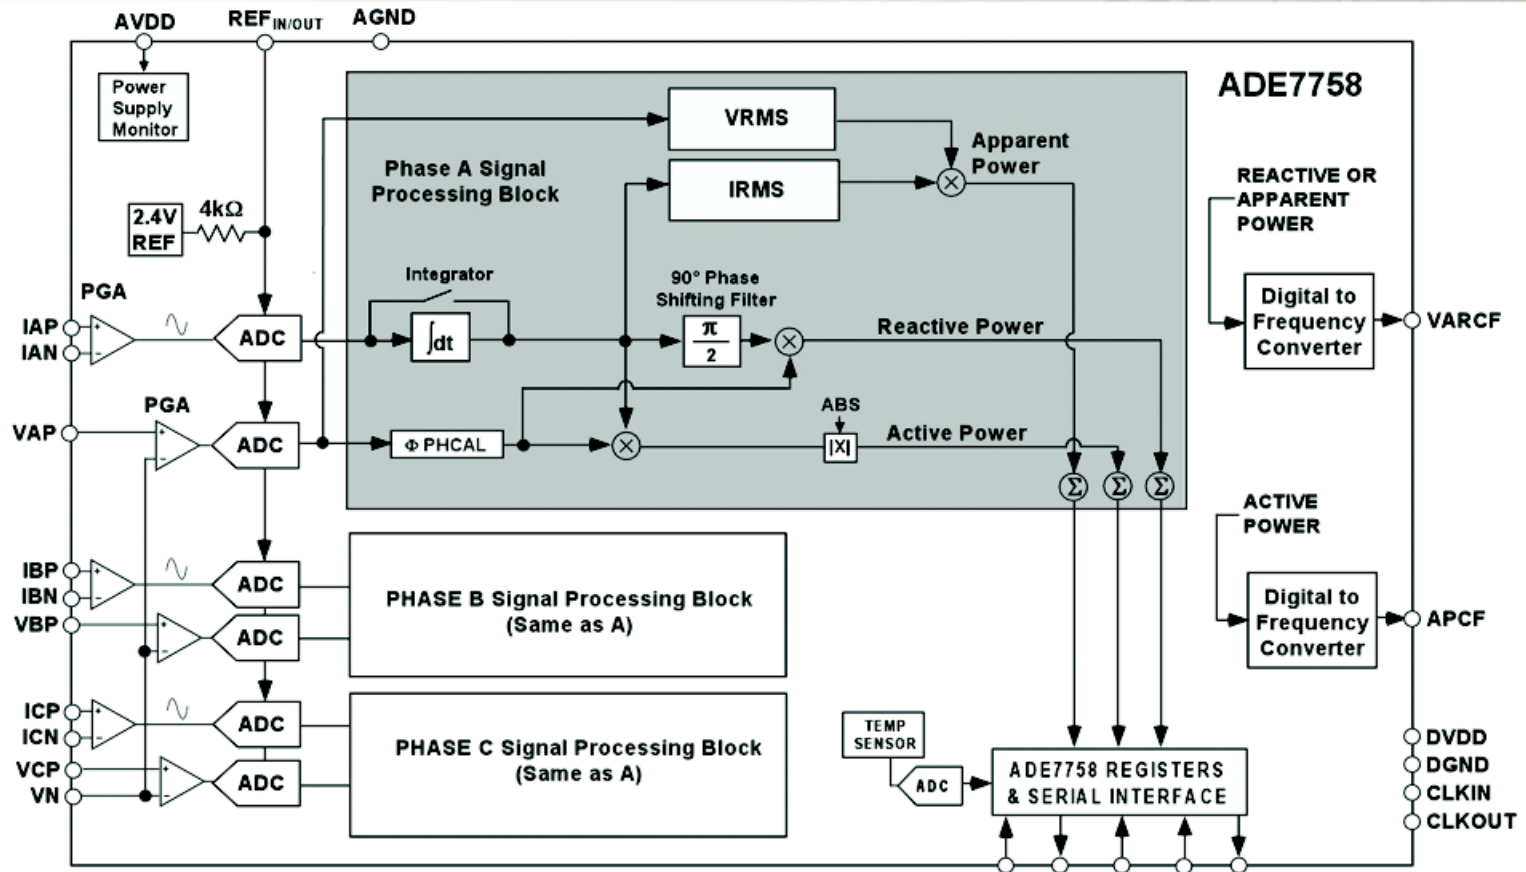 AVDD
REF IN/OUT
AGND
Power
Supply
Monitor
ADE7758
VRMS
Apparent
Power
Phase A Signal
Processing Block
IRMS
REACTIVE OR
APPARENT
POWER
2.4V
REF
4kΩ
Integrator
90° Phase
Shifting Filter
PGA
IAP
IAN
+
−
ADC
∫dt
π
2
×
Reactive Power
Digital to
Frequency
Converter
VARCF
PGA
VAP
+
−
ADC
Φ PHCAL
×
ABS
|X|
Active Power
Σ
Σ
Σ
ACTIVE
POWER
IBP
IBN
+
−
ADC
VBP
+
−
ADC
PHASE B Signal Processing Block
(Same as A)
Digital to
Frequency
Converter
APCF
ICP
ICN
+
−
ADC
VCP
VN
+
−
ADC
PHASE C Signal Processing Block
(Same as A)
TEMP
SENSOR
ADC
ADE7758 REGISTERS
& SERIAL INTERFACE
DVDD
DGND
CLKIN
CLKOUT